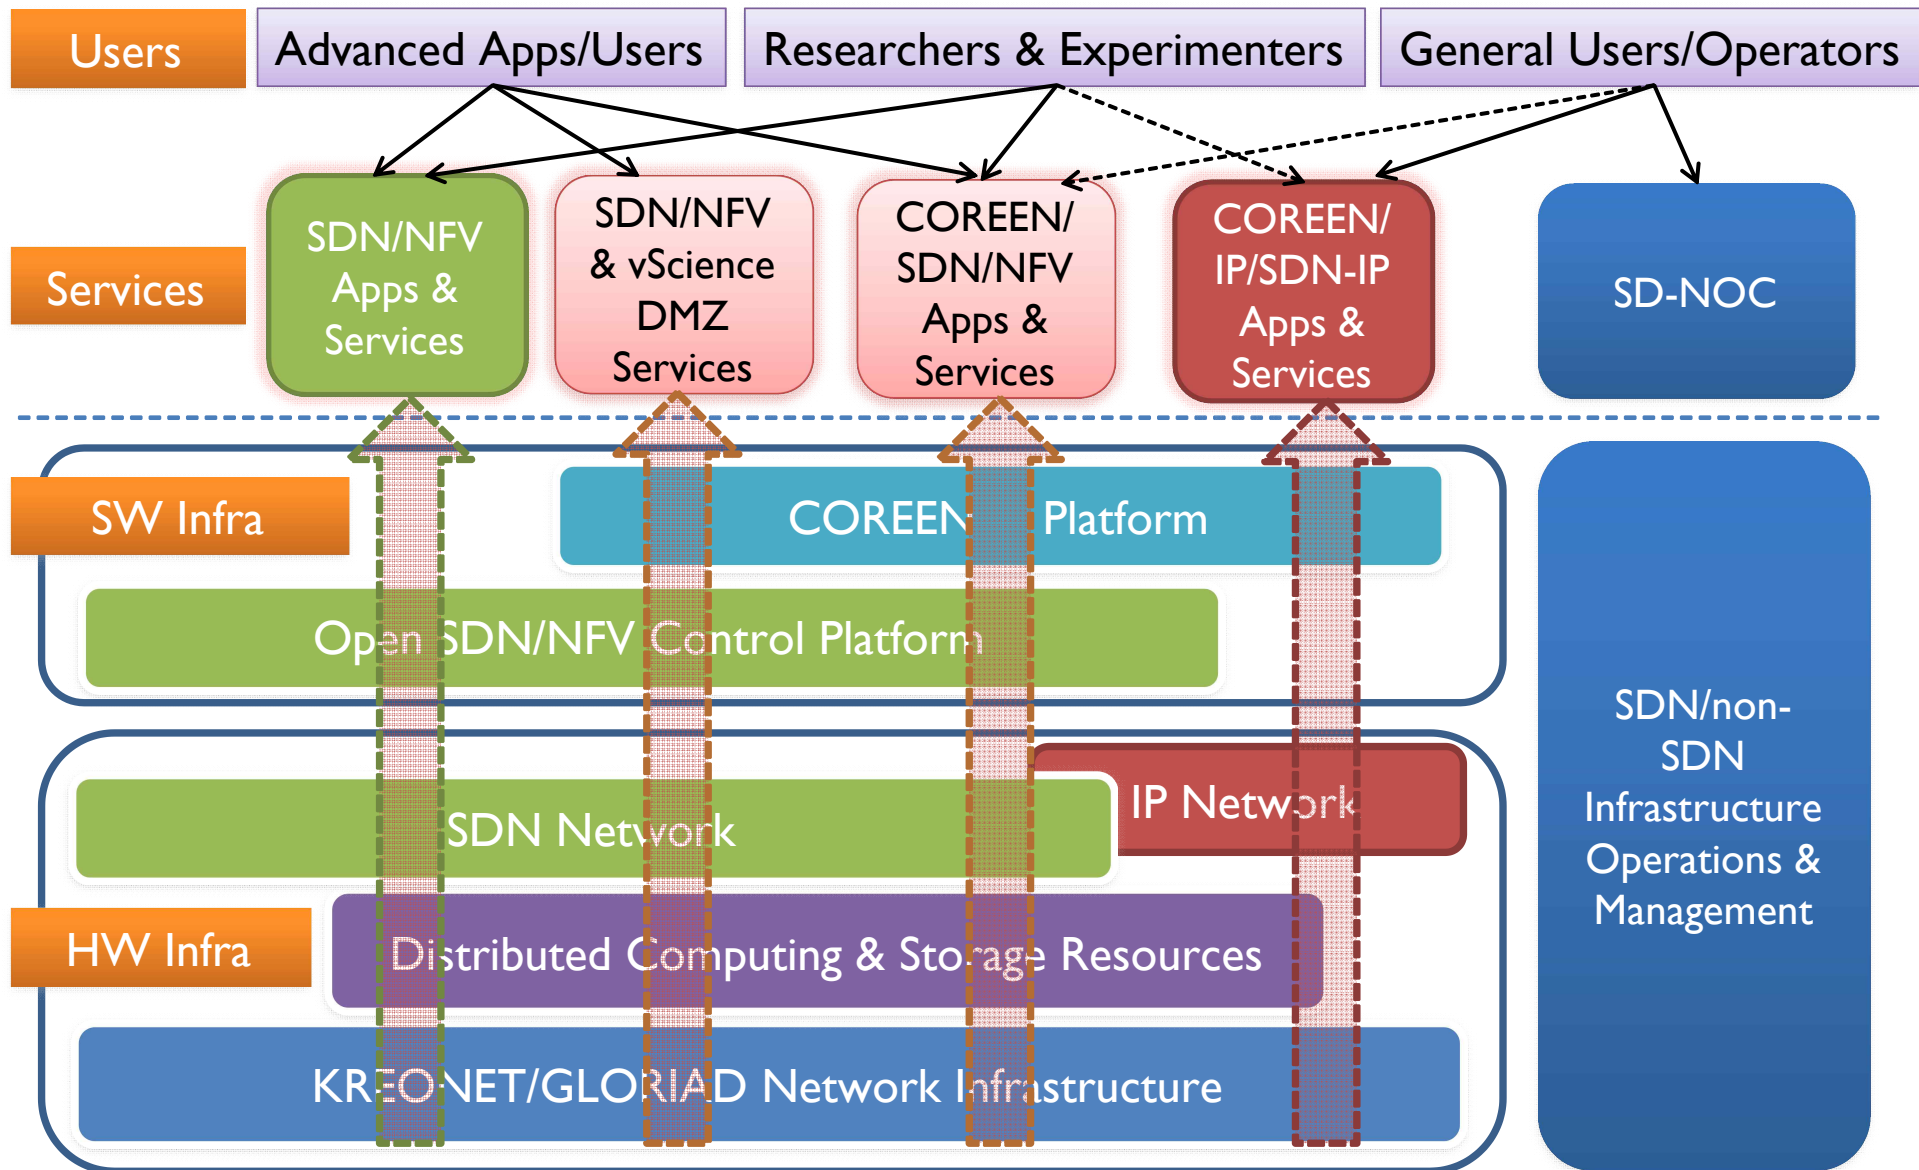 Users
Advanced Apps/Users
Researchers & Experimenters
General Users/Operators
Services
SDN/NFV
Apps &
Services
SDN/NFV
& vScience
DMZ
Services
COREEN/
SDN/NFV
Apps &
Services
COREEN/
IP/SDN-IP
Apps &
Services
SD-NOC
SW Infra
COREEN Platform
Open SDN/NFV Control Platform
SDN/non-
SDN
Infrastructure
Operations &
Management
IP Network
SDN Network
HW Infra
Distributed Computing & Storage Resources
KREONET/GLORIAD Network Infrastructure